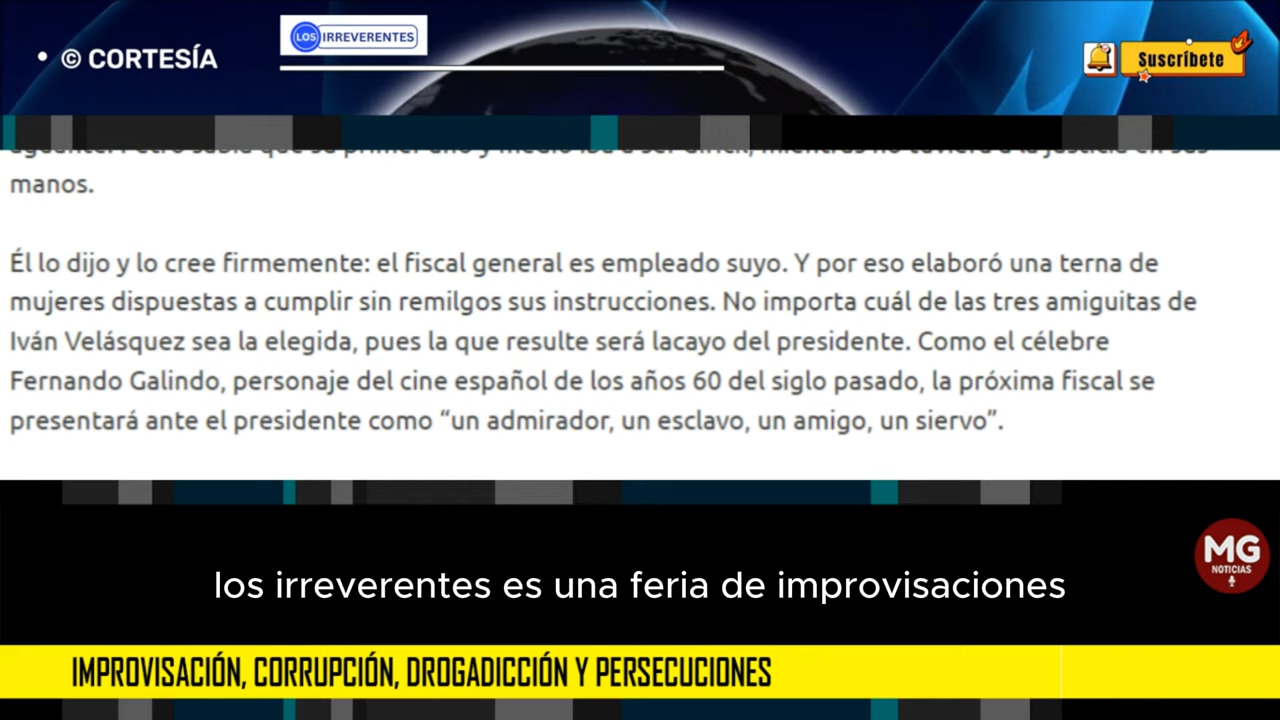 © CORTESÍA
LOS IRREVERENTES
Suscríbete
manos.
Él lo dijo y lo cree firmemente: el fiscal general es empleado suyo. Y por eso elaboró una terna de
mujeres dispuestas a cumplir sin remilgos sus instrucciones. No importa cuál de las tres amiguitas de
Iván Velásquez sea la elegida, pues la que resulte será lacayo del presidente. Como el célebre
Fernando Galindo, personaje del cine español de los años 60 del siglo pasado, la próxima fiscal se
presentará ante el presidente como “un admirador, un esclavo, un amigo, un siervo”.
MG
NOTICIAS
los irreverentes es una feria de improvisaciones
IMPROVISACIÓN, CORRUPCIÓN, DROGADICCIÓN Y PERSECUCIONES